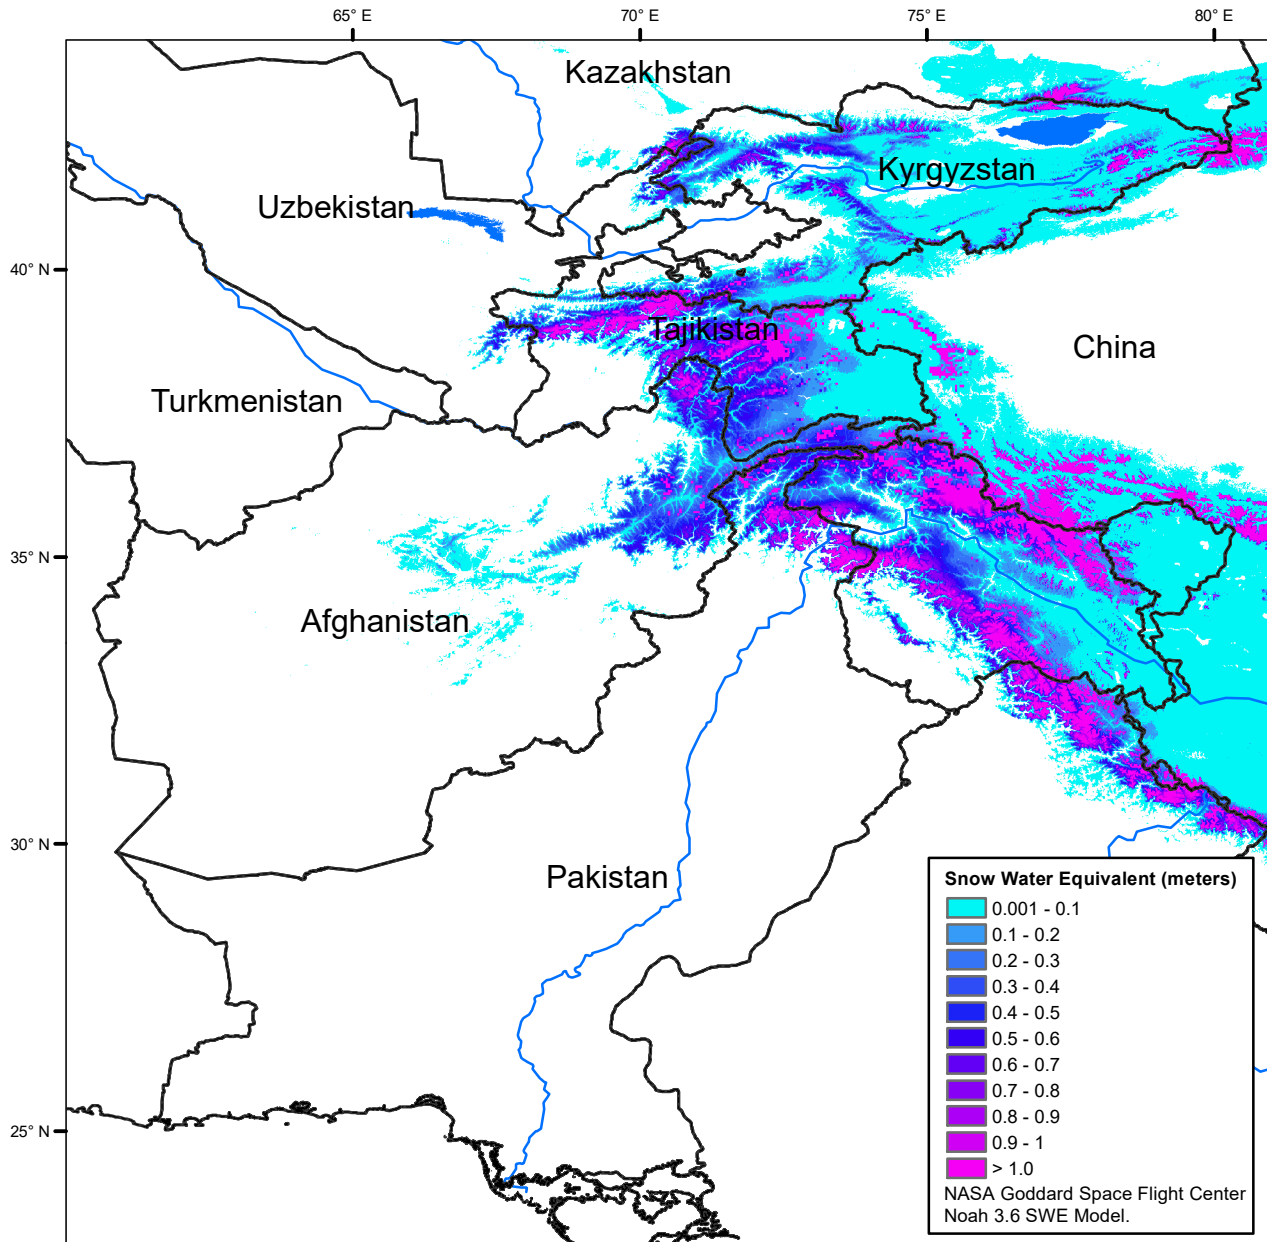 65° E
70° E
75° E
80° E
Kazakhstan
Kyrgyzstan
Uzbekistan
40° N
Tajikistan
China
Turkmenistan
35° N
Afghanistan
30° N
Pakistan
25° N
Snow Water Equivalent (meters)
0.001 - 0.1
0.1 - 0.2
0.2 - 0.3
0.3 - 0.4
0.4 - 0.5
0.5 - 0.6
0.6 - 0.7
0.7 - 0.8
0.8 - 0.9
0.9 - 1
> 1.0
NASA Goddard Space Flight Center
Noah 3.6 SWE Model.